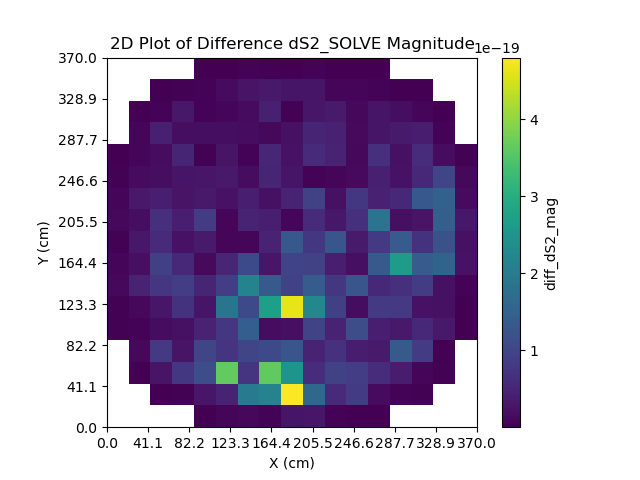 2D Plot of Difference dS2_SOLVE Magnitude
1e−19
370.0
328.9
287.7
246.6
205.5
164.4
123.3
82.2
41.1
0.0
Y (cm)
0.0 41.1 82.2 123.3 164.4 205.5 246.6 287.7 328.9 370.0
X (cm)
4
3
2
1
diff_dS2_mag